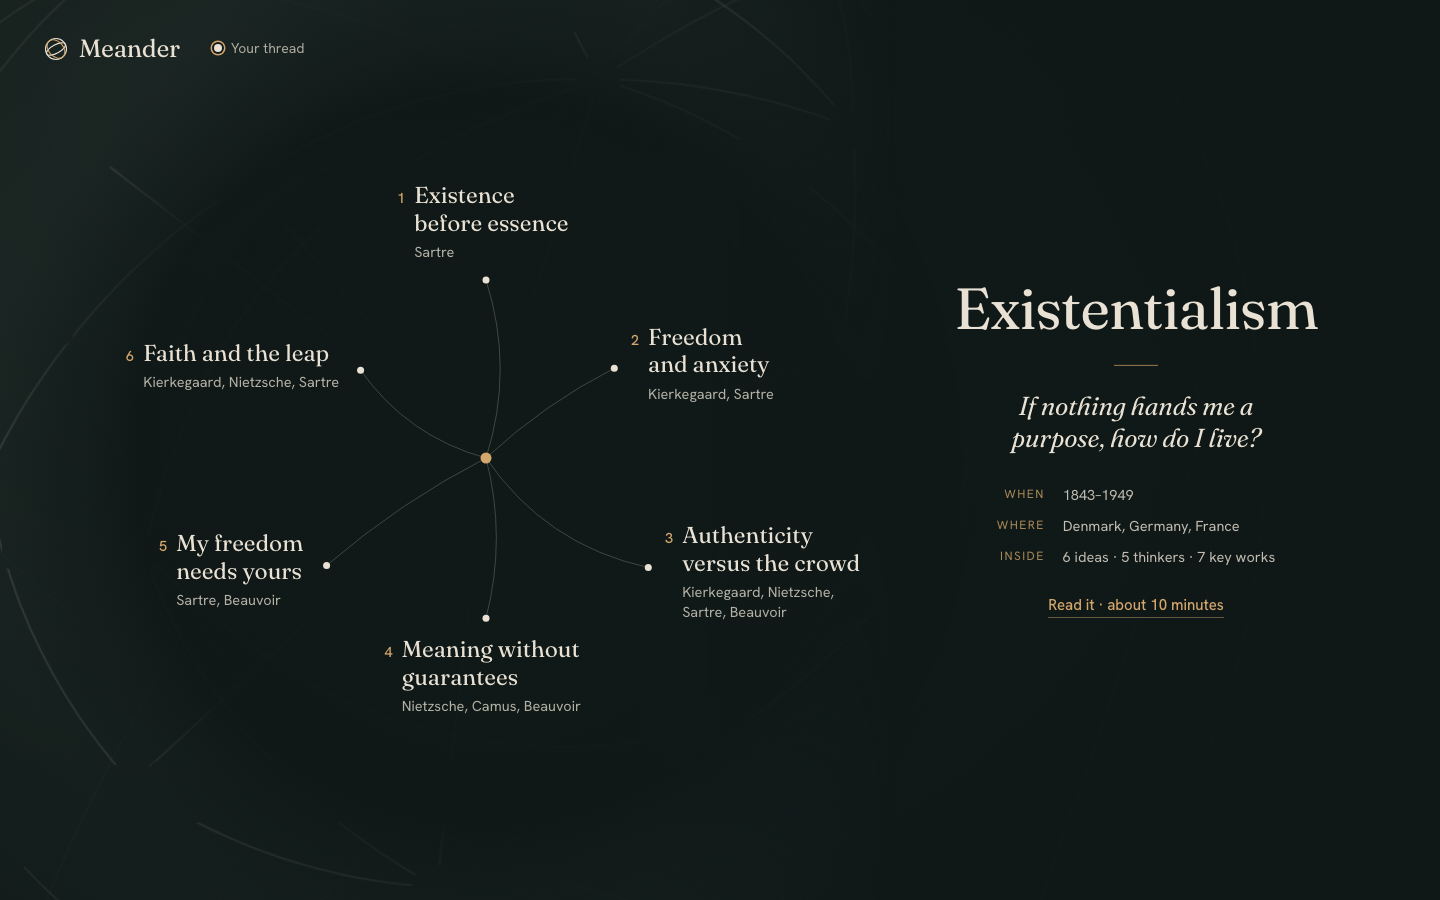 Meander
Your thread
1 Existence
before essence
Sartre
2 Freedom
and anxiety
Kierkegaard, Sartre
3 Authenticity
versus the crowd
Kierkegaard, Nietzsche,
Sartre, Beauvoir
4 Meaning without
guarantees
Nietzsche, Camus, Beauvoir
5 My freedom
needs yours
Sartre, Beauvoir
6 Faith and the leap
Kierkegaard, Nietzsche, Sartre
Existentialism
If nothing hands me a
purpose, how do I live?
WHEN 1843–1949
WHERE Denmark, Germany, France
INSIDE 6 ideas · 5 thinkers · 7 key works
Read it · about 10 minutes